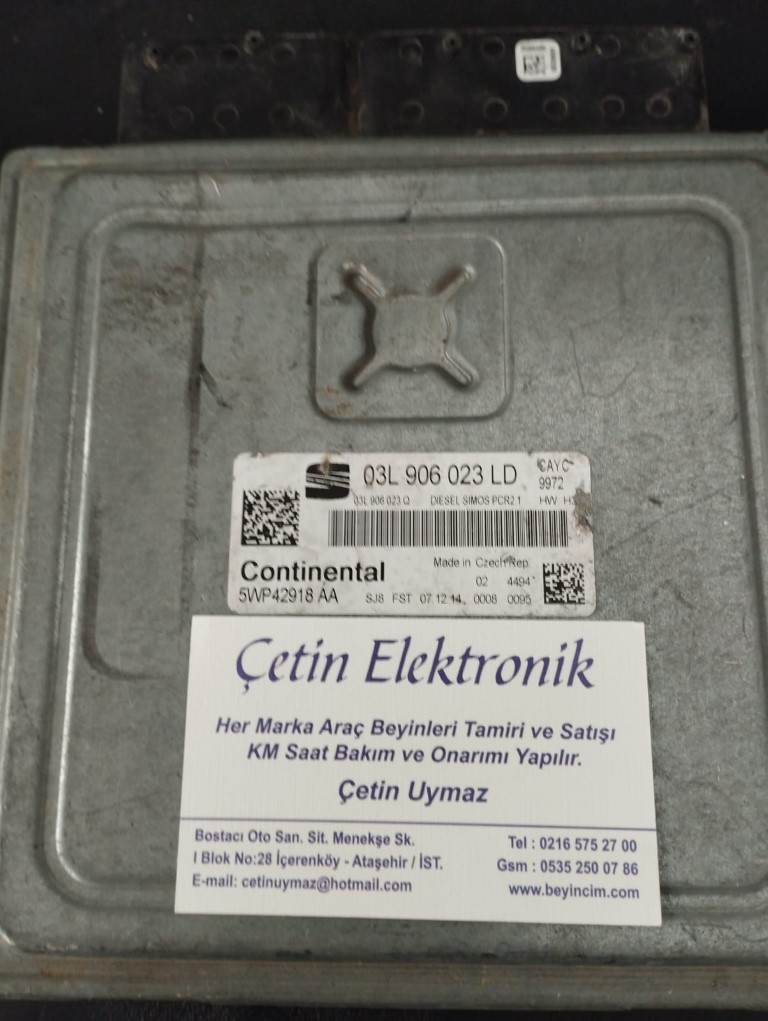 03L 906 023 LD
CAYC
9972
03L 906 023 Q DIESEL SIMOS PCR2.1 HW
Continental
Made in Czech Rep.
02 4494
5WP42918 AA
SJ8 FST 07.12.14 0008 0095
Çetin Elektronik
Her Marka Araç Beyinleri Tamiri ve Satışı
KM Saat Bakım ve Onarımı Yapılır.
Çetin Uymaz
Bostacı Oto San. Sit. Menekşe Sk.
I Blok No:28 İçerenköy - Ataşehir / İST.
E-mail: cetinuymaz@hotmail.com
Tel : 0216 575 27 00
Gsm : 0535 250 07 86
www.beyincim.com